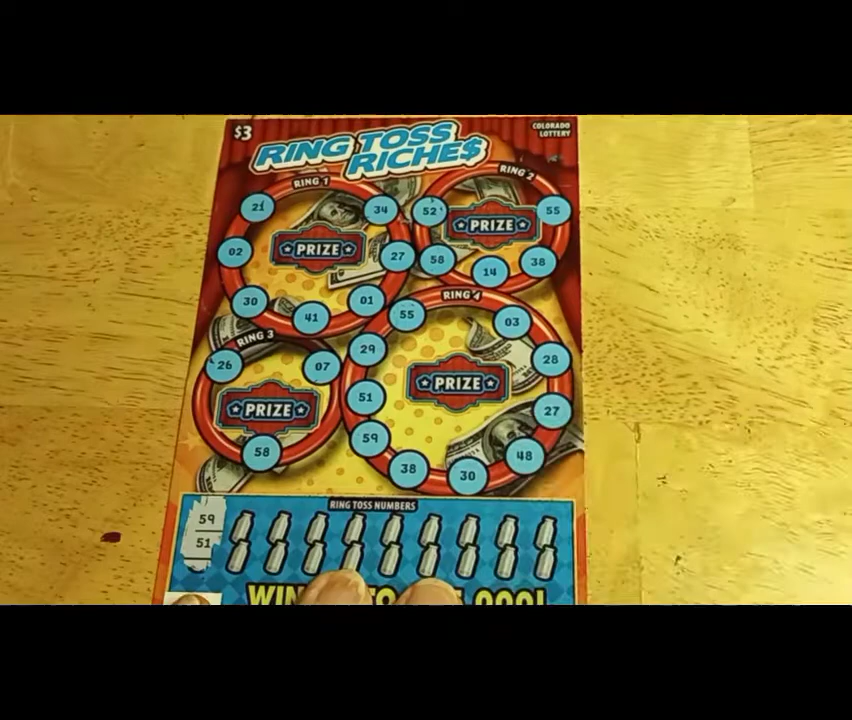 $3
COLORADO
LOTTERY
RING TOSS
RICHE$
RING 1
21
34
02
PRIZE
27
30
01
41
RING 2
52
55
PRIZE
58
38
14
RING 3
26
07
PRIZE
58
RING 4
55
03
29
28
PRIZE
51
27
59
48
38
30
RING TOSS NUMBERS
59
51